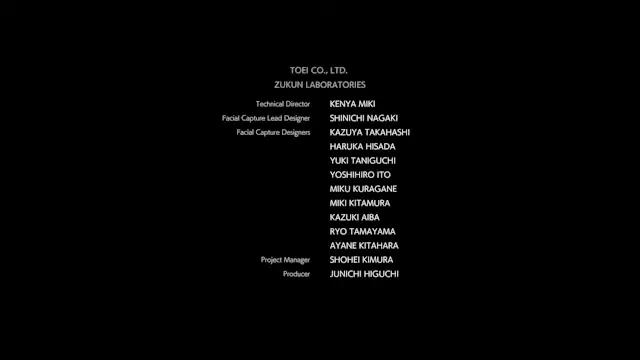 TOEI CO., LTD.
ZUKUN LABORATORIES
Technical Director KENYA MIKI
Facial Capture Lead Designer SHINICHI NAGAKI
Facial Capture Designers KAZUYA TAKAHASHI
HARUKA HISADA
YUKI TANIGUCHI
YOSHIHIRO ITO
MIKU KURAGANE
MIKI KITAMURA
KAZUKI AIBA
RYO TAMAYAMA
AYANE KITAHARA
Project Manager SHOHEI KIMURA
Producer JUNICHI HIGUCHI